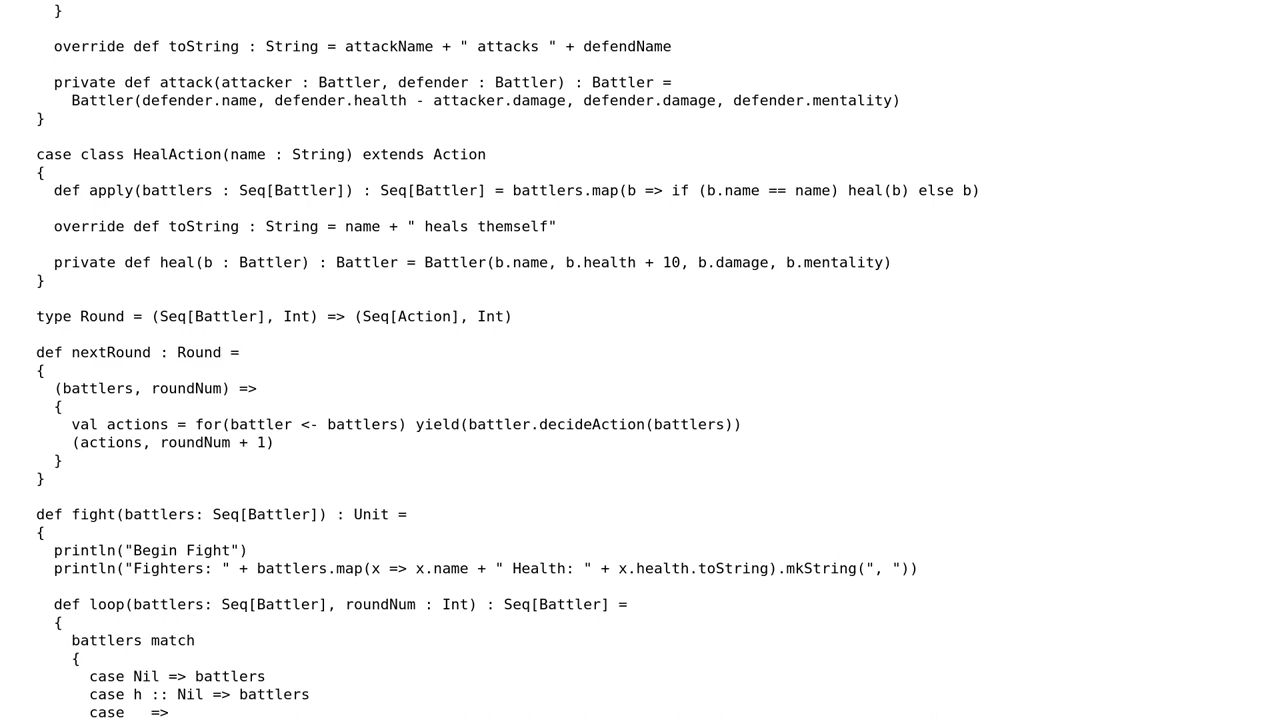 }
override def toString : String = attackName + " attacks " + defendName
private def attack(attacker : Battler, defender : Battler) : Battler =
Battler(defender.name, defender.health - attacker.damage, defender.damage, defender.mentality)
}
case class HealAction(name : String) extends Action
{
def apply(battlers : Seq[Battler]) : Seq[Battler] = battlers.map(b => if (b.name == name) heal(b) else b)
override def toString : String = name + " heals themself"
private def heal(b : Battler) : Battler = Battler(b.name, b.health + 10, b.damage, b.mentality)
}
type Round = (Seq[Battler], Int) => (Seq[Action], Int)
def nextRound : Round =
{
(battlers, roundNum) =>
{
val actions = for(battler <- battlers) yield(battler.decideAction(battlers))
(actions, roundNum + 1)
}
}
def fight(battlers: Seq[Battler]) : Unit =
{
println("Begin Fight")
println("Fighters: " + battlers.map(x => x.name + " Health: " + x.health.toString).mkString(", "))
def loop(battlers: Seq[Battler], roundNum : Int) : Seq[Battler] =
{
battlers match
{
case Nil => battlers
case h :: Nil => battlers
case =>